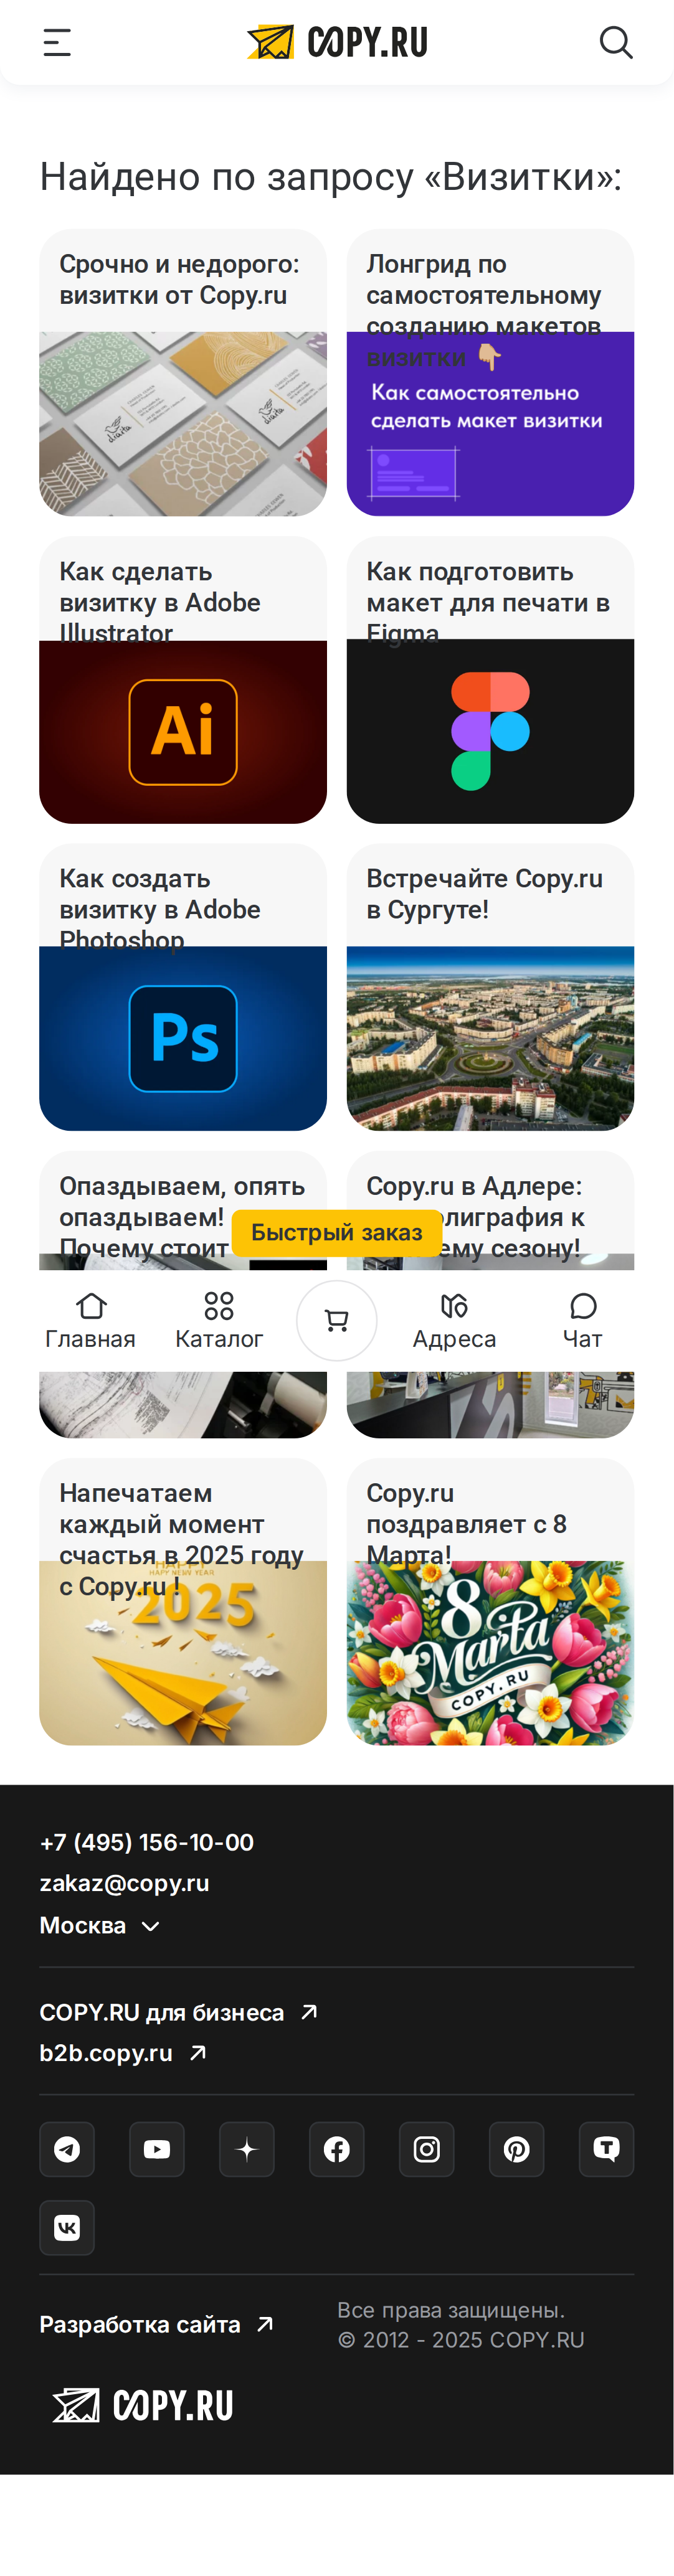 COPY.RU
Найдено по запросу «Визитки»:
Срочно и недорого:
визитки от Copy.ru
Лонгрид по
самостоятельному
созданию макетов
визитки 👇🏼
Как самостоятельно
сделать макет визитки
Как сделать
визитку в Adobe
Illustrator
Ai
Как подготовить
макет для печати в
Figma
Как создать
визитку в Adobe
Photoshop
Ps
Встречайте Copy.ru
в Сургуте!
Опаздываем, опять
опаздываем!
Почему стоит
Copy.ru в Адлере:
сезону!
Быстрый заказ
Главная
Каталог
Адреса
Чат
Напечатаем
каждый момент
счастья в 2025 году
с Copy.ru !
HAPPY NEW YEAR
2025
Copy.ru
поздравляет с 8
Марта!
8
Марта
COPY.RU
+7 (495) 156-10-00
zakaz@copy.ru
Москва
COPY.RU для бизнеса
b2b.copy.ru
Разработка сайта
Все права защищены.
© 2012 - 2025 COPY.RU
COPY.RU